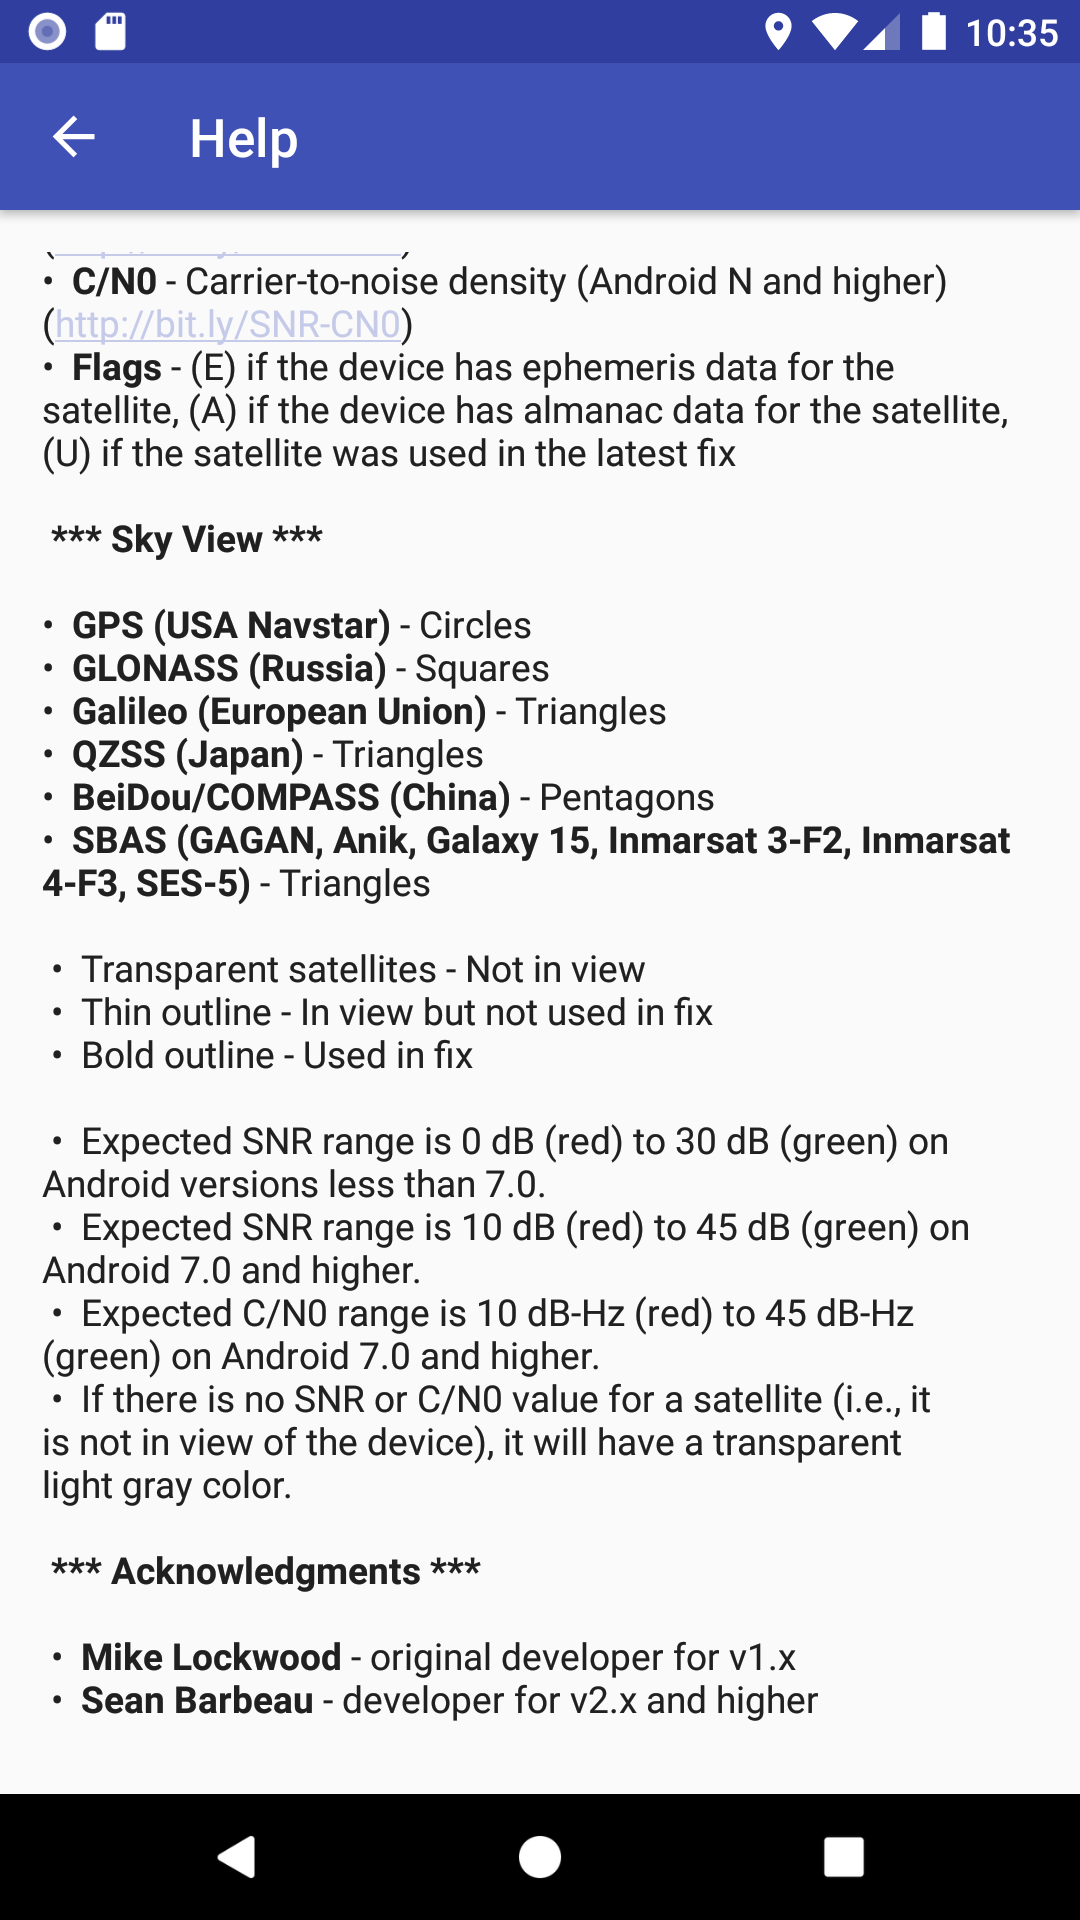 10:35
Help
• C/N0 - Carrier-to-noise density (Android N and higher)
(http://bit.ly/SNR-CN0)
• Flags - (E) if the device has ephemeris data for the
satellite, (A) if the device has almanac data for the satellite,
(U) if the satellite was used in the latest fix
*** Sky View ***
• GPS (USA Navstar) - Circles
• GLONASS (Russia) - Squares
• Galileo (European Union) - Triangles
• QZSS (Japan) - Triangles
• BeiDou/COMPASS (China) - Pentagons
• SBAS (GAGAN, Anik, Galaxy 15, Inmarsat 3-F2, Inmarsat
4-F3, SES-5) - Triangles
• Transparent satellites - Not in view
• Thin outline - In view but not used in fix
• Bold outline - Used in fix
• Expected SNR range is 0 dB (red) to 30 dB (green) on
Android versions less than 7.0.
• Expected SNR range is 10 dB (red) to 45 dB (green) on
Android 7.0 and higher.
• Expected C/N0 range is 10 dB-Hz (red) to 45 dB-Hz
(green) on Android 7.0 and higher.
• If there is no SNR or C/N0 value for a satellite (i.e., it
is not in view of the device), it will have a transparent
light gray color.
*** Acknowledgments ***
• Mike Lockwood - original developer for v1.x
• Sean Barbeau - developer for v2.x and higher